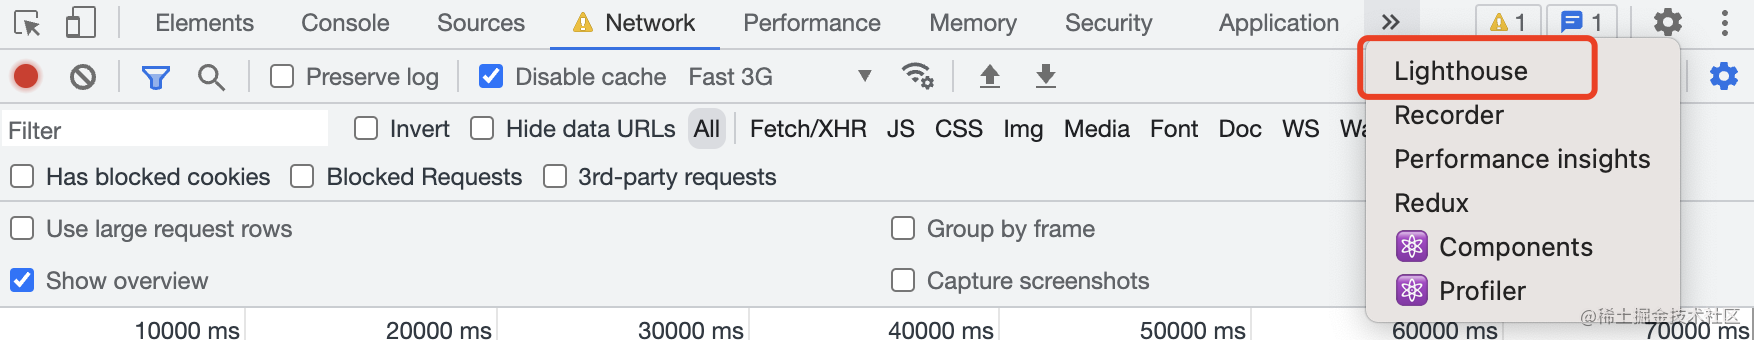 Elements Console Sources Network Performance Memory Security Application 1 1
Preserve log Disable cache Fast 3G
Filter Invert Hide data URLs All Fetch/XHR JS CSS Img Media Font Doc WS
Has blocked cookies Blocked Requests 3rd-party requests
Use large request rows Group by frame
Show overview Capture screenshots
10000 ms 20000 ms 30000 ms 40000 ms 50000 ms 60000 ms 70000 ms
Lighthouse
Recorder
Performance insights
Redux
Components
Profiler
@稀土掘金技术社区